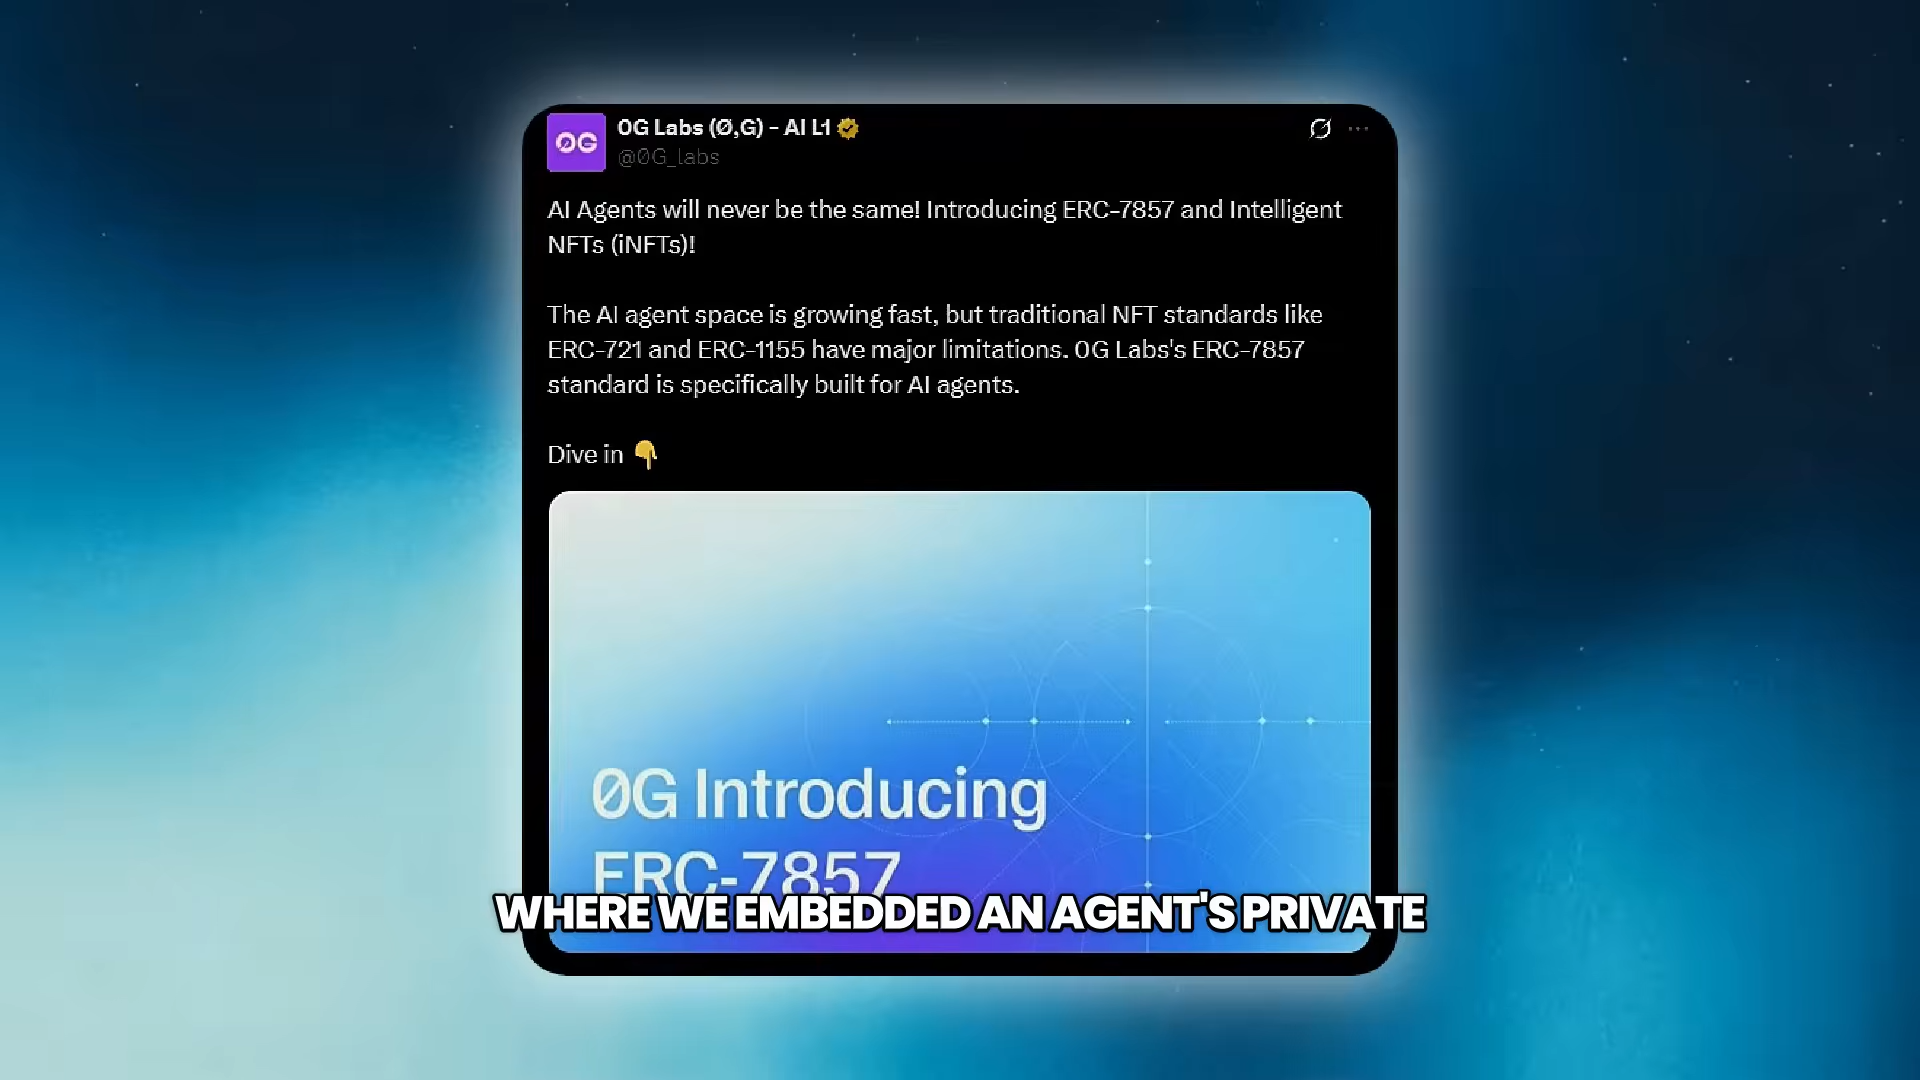 0G
0G Labs (Ø,G) - AI L1
@0G_labs
AI Agents will never be the same! Introducing ERC-7857 and Intelligent
NFTs (iNFTs)!
The AI agent space is growing fast, but traditional NFT standards like
ERC-721 and ERC-1155 have major limitations. 0G Labs's ERC-7857
standard is specifically built for AI agents.
Dive in 👇
0G Introducing
ERC-7857
WHERE WE EMBEDDED AN AGENT'S PRIVATE